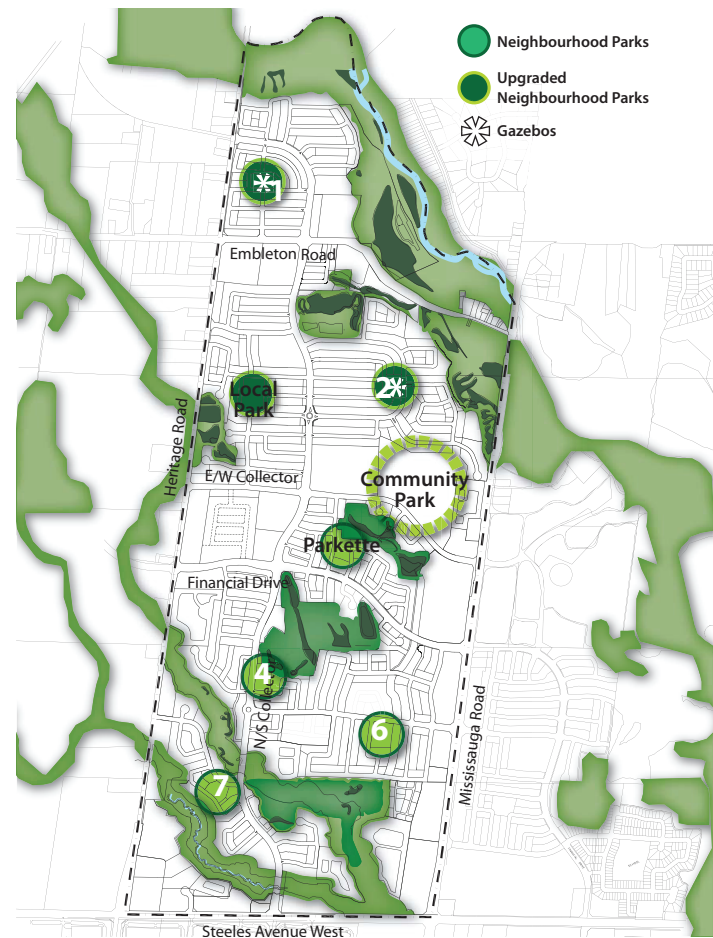 Neighbourhood Parks
Upgraded
Neighbourhood Parks
Gazebos
1
Embleton Road
Local
Park
2
Heritage Road
E/W Collector
Community
Park
Parkette
Financial Drive
4
N/S Collector
6
Mississauga Road
7
Steeles Avenue West